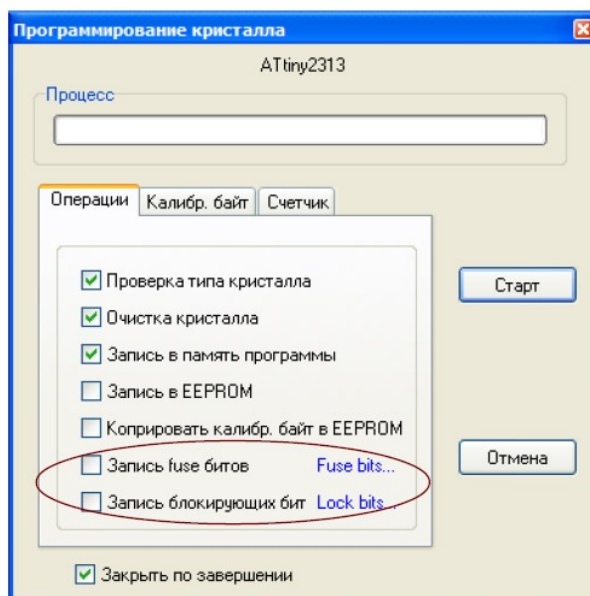 Программирование кристалла
ATtiny2313
Процесс
Операции Калибр. байт Счетчик
Проверка типа кристалла
Старт
Очистка кристалла
Запись в память программы
Запись в EEPROM
Коприровать калибр. байт в EEPROM
Запись fuse битов Fuse bits...
Отмена
Запись блокирующих бит Lock bits...
Закрыть по завершении